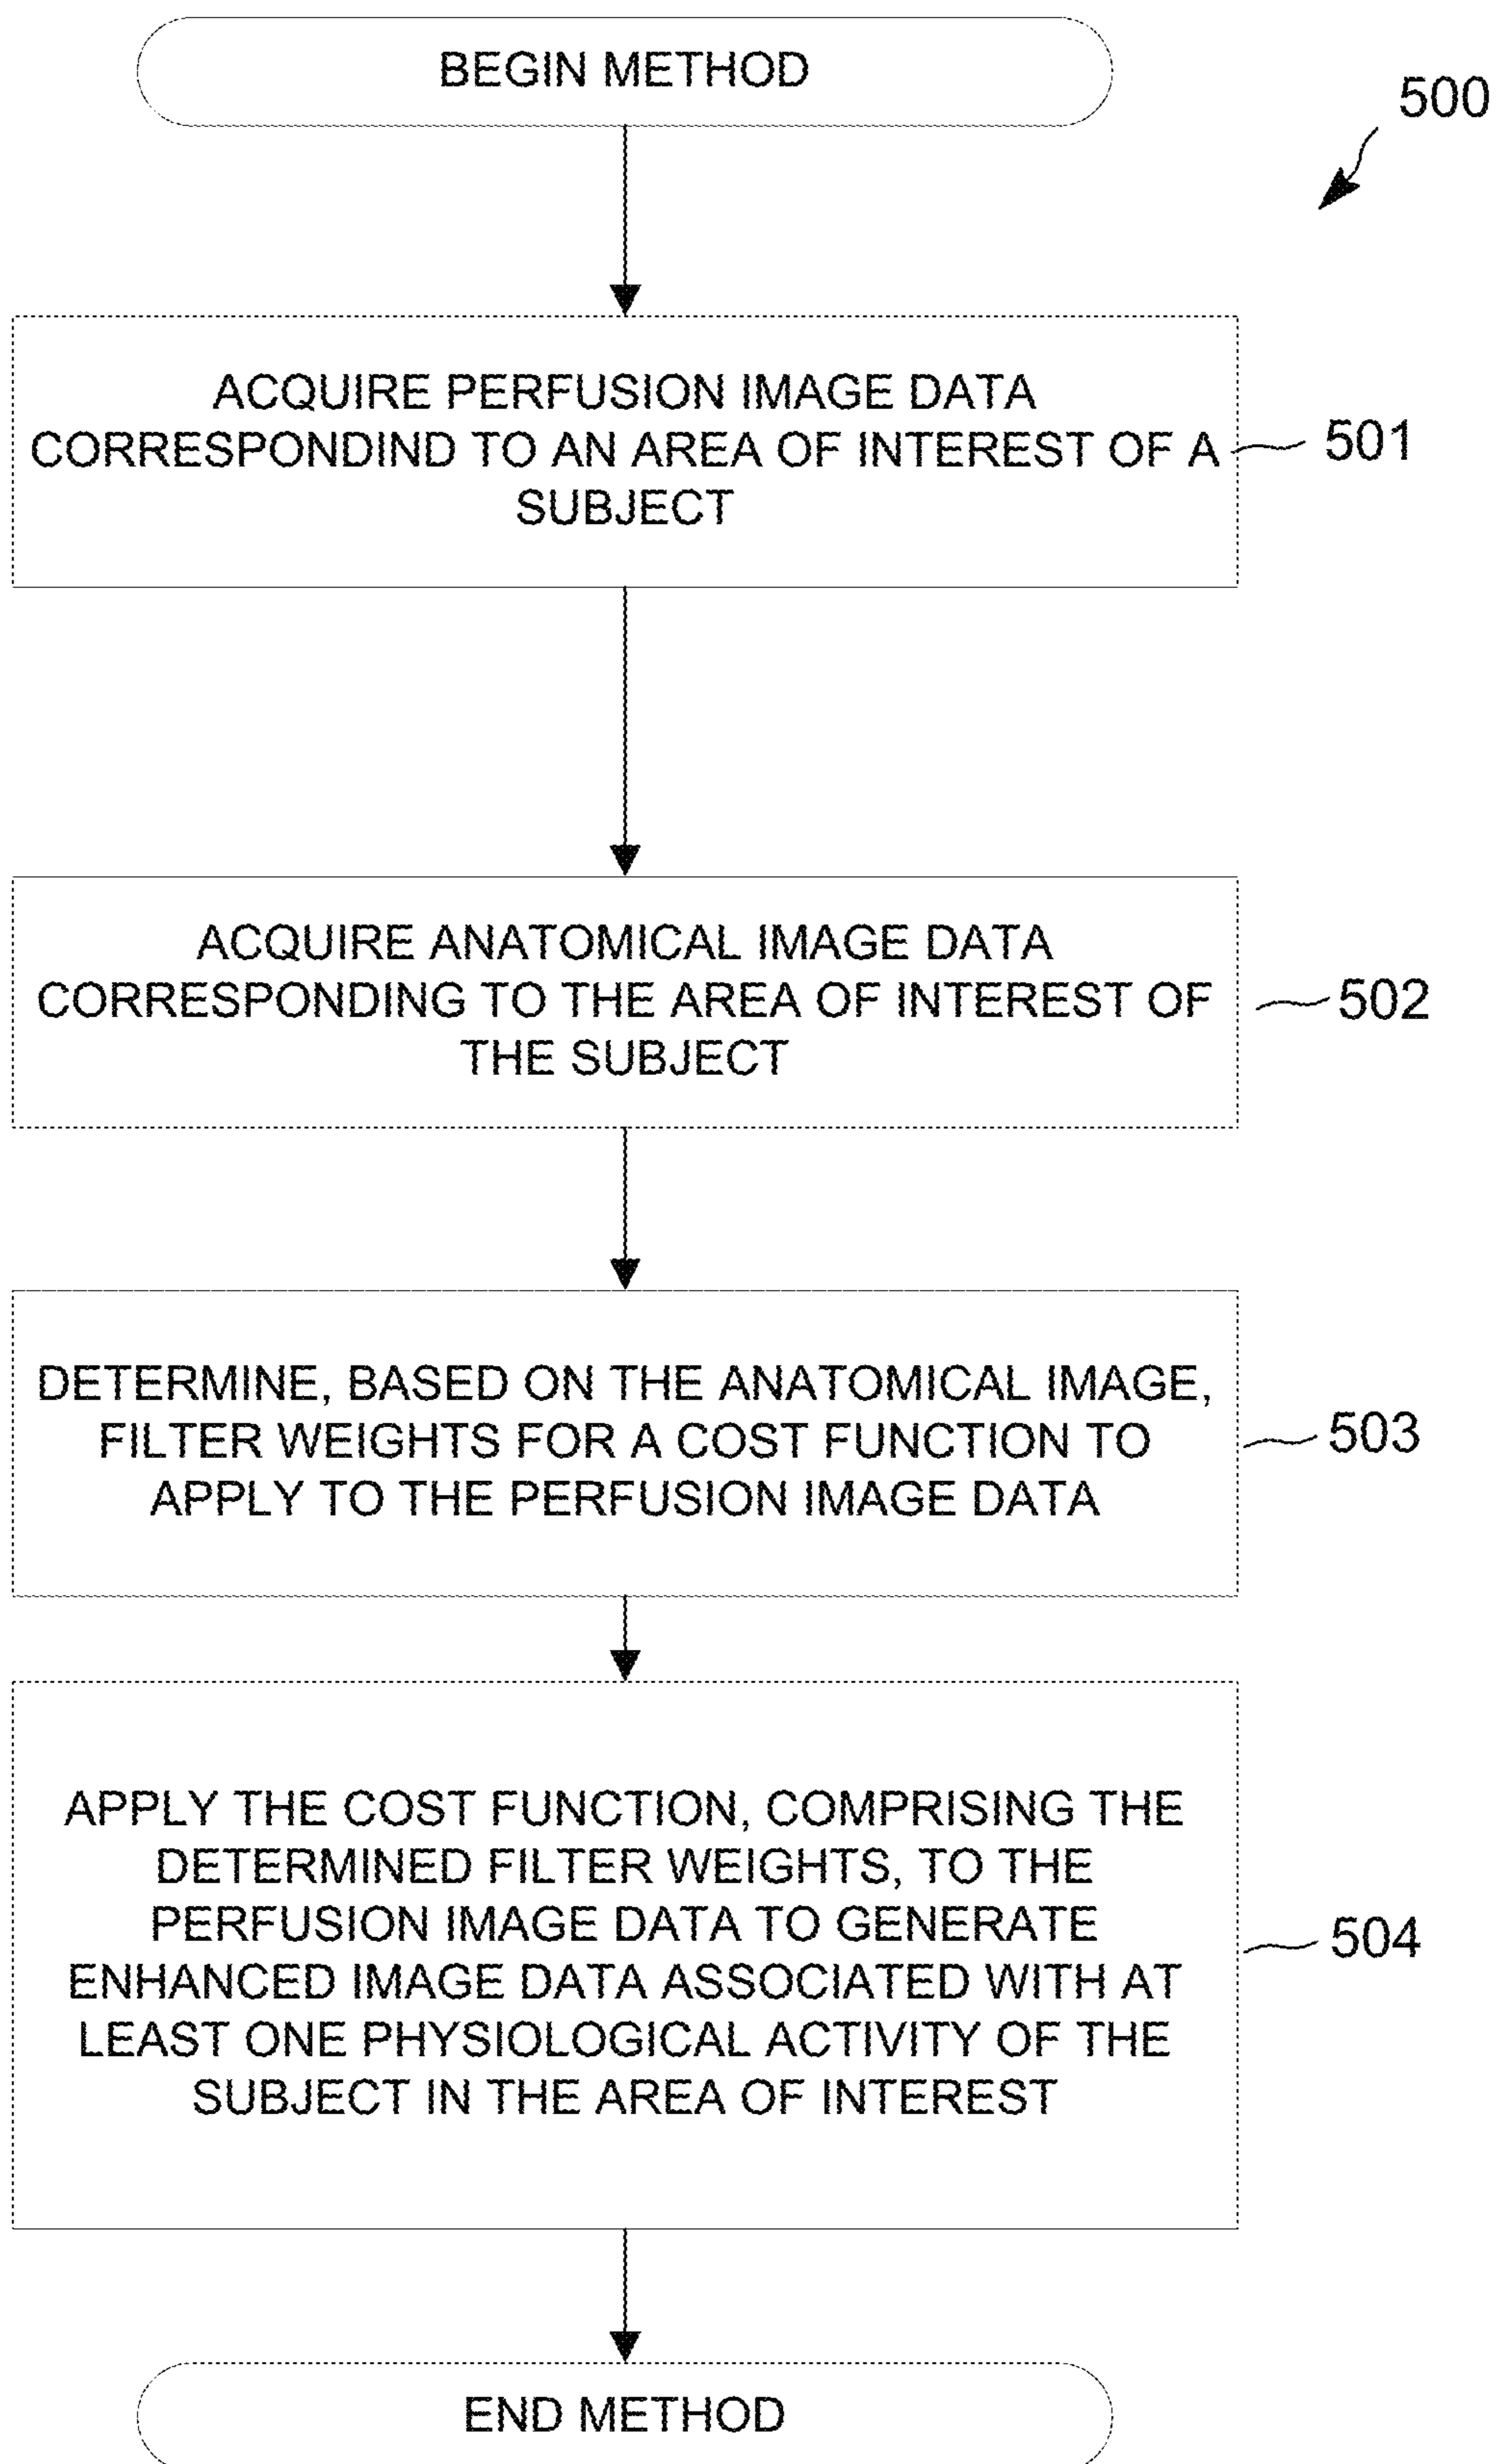 BEGIN METHOD
500
ACQUIRE PERFUSION IMAGE DATA
CORRESPONDIND TO AN AREA OF INTEREST OF A
SUBJECT
501
ACQUIRE ANATOMICAL IMAGE DATA
CORRESPONDING TO THE AREA OF INTEREST OF
THE SUBJECT
502
DETERMINE, BASED ON THE ANATOMICAL IMAGE,
FILTER WEIGHTS FOR A COST FUNCTION TO
APPLY TO THE PERFUSION IMAGE DATA
503
APPLY THE COST FUNCTION, COMPRISING THE
DETERMINED FILTER WEIGHTS, TO THE
PERFUSION IMAGE DATA TO GENERATE
ENHANCED IMAGE DATA ASSOCIATED WITH AT
LEAST ONE PHYSIOLOGICAL ACTIVITY OF THE
SUBJECT IN THE AREA OF INTEREST
504
END METHOD